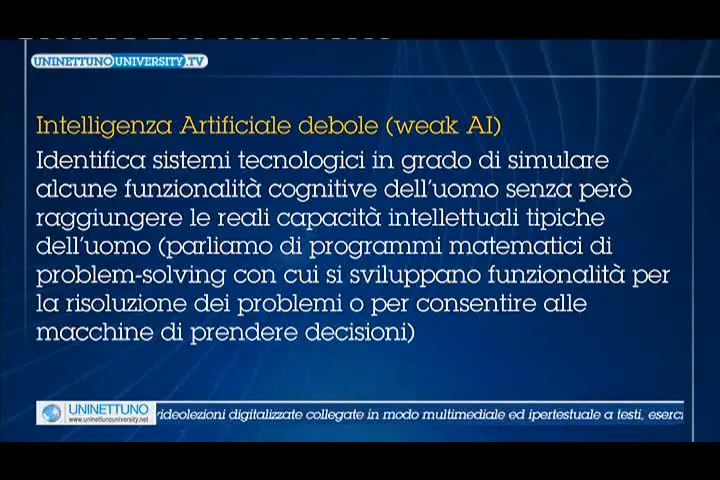 UNINETTUNOUNIVERSITY.TV
Intelligenza Artificiale debole (weak AI)
Identifica sistemi tecnologici in grado di simulare
alcune funzionalità cognitive dell'uomo senza però
raggiungere le reali capacità intellettuali tipiche
dell'uomo (parliamo di programmi matematici di
problem-solving con cui si sviluppano funzionalità per
la risoluzione dei problemi o per consentire alle
macchine di prendere decisioni)
UNINETTUNO
www.uninettunouniversity.net
videolezioni digitalizzate collegate in modo multimediale ed ipertestuale a testi, eserc